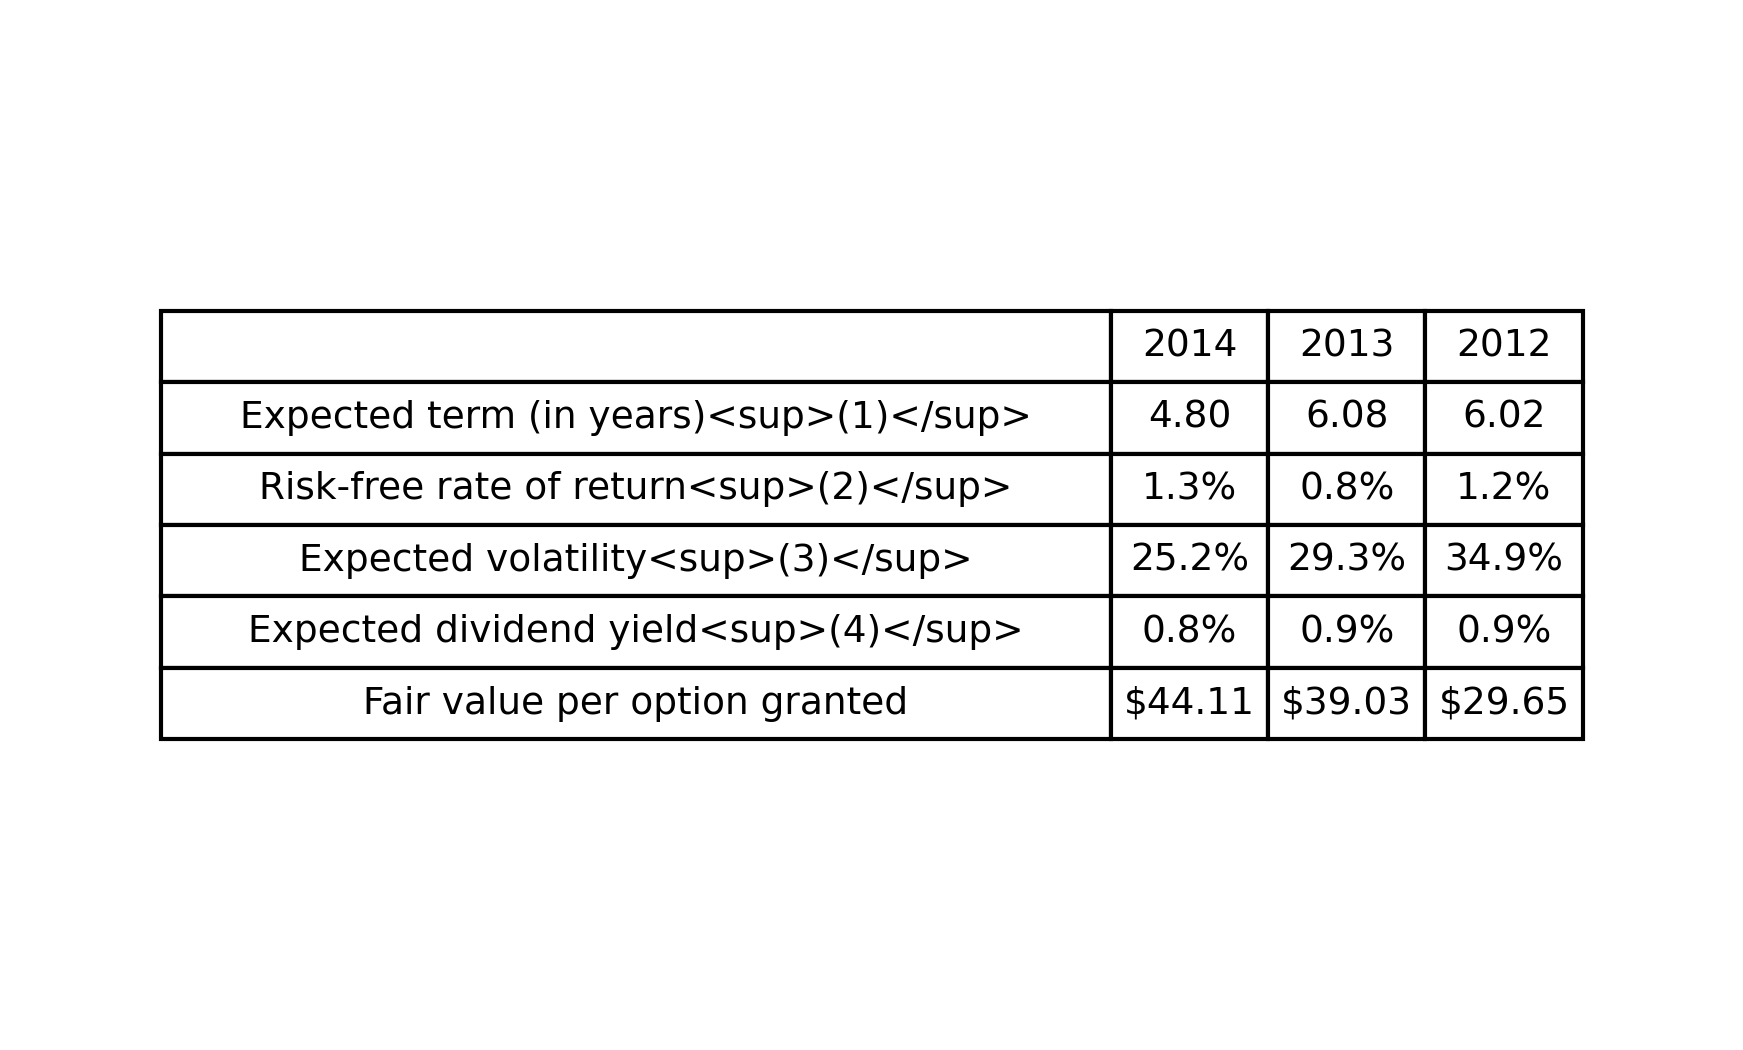 2014 2013 2012
Expected term (in years)<sup>(1)</sup> 4.80 6.08 6.02
Risk-free rate of return<sup>(2)</sup> 1.3% 0.8% 1.2%
Expected volatility<sup>(3)</sup> 25.2% 29.3% 34.9%
Expected dividend yield<sup>(4)</sup> 0.8% 0.9% 0.9%
Fair value per option granted $44.11 $39.03 $29.65